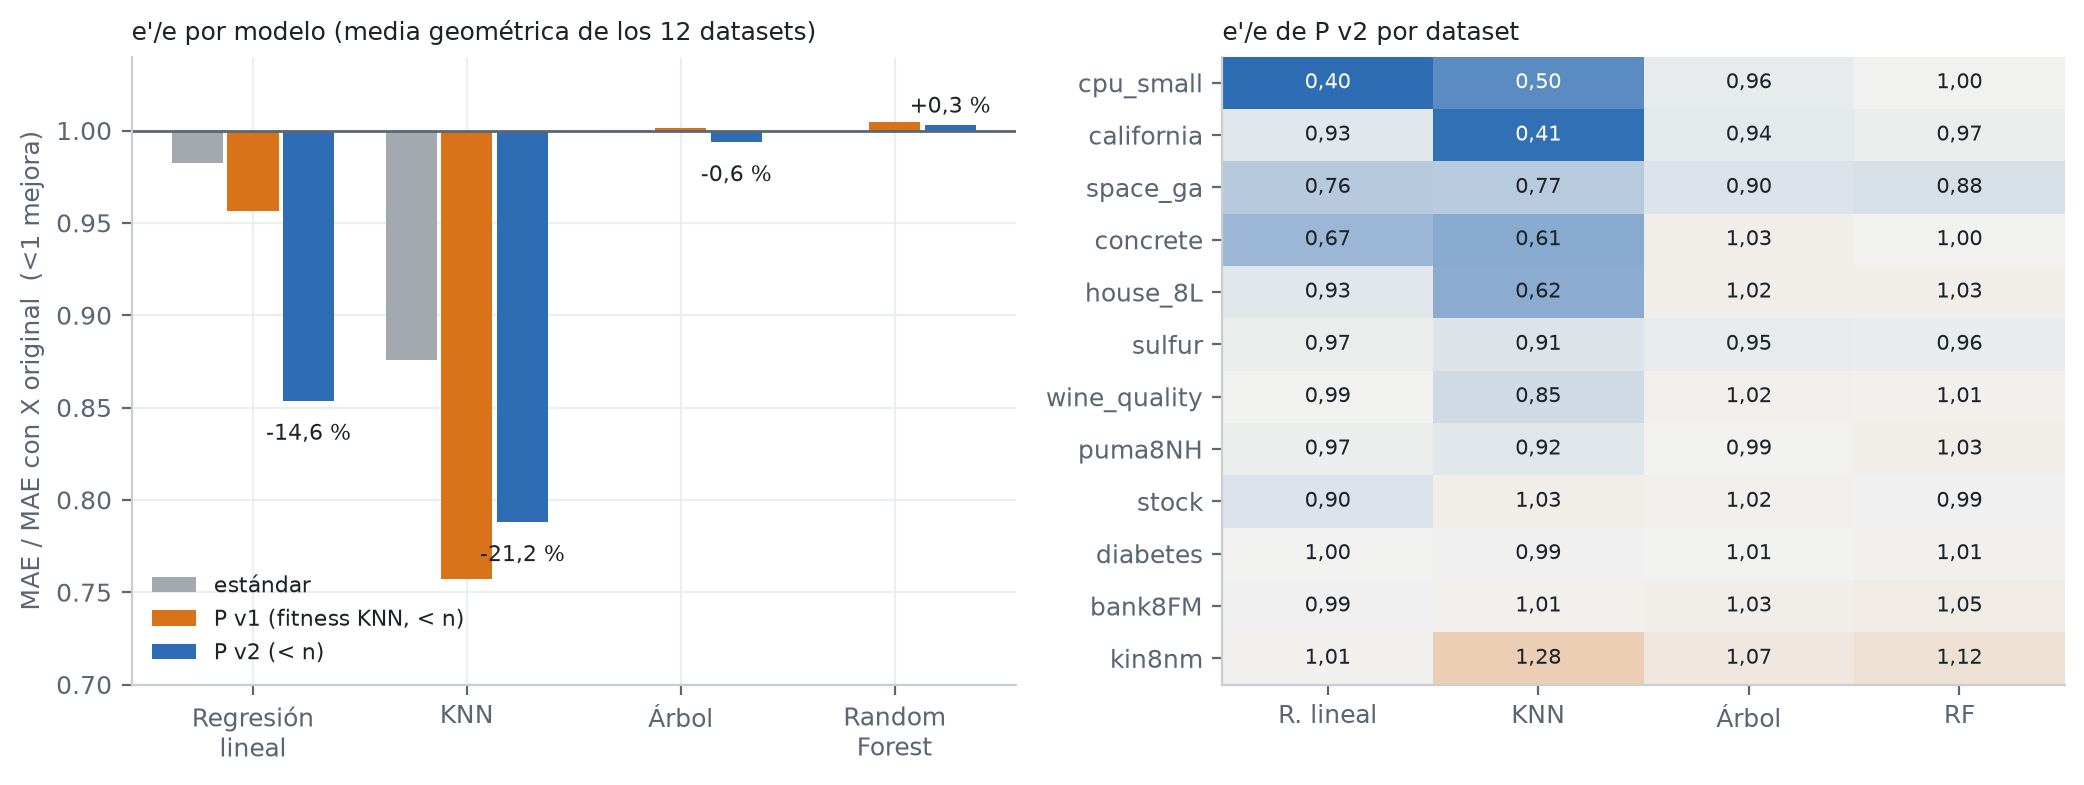 e'/e por modelo (media geométrica de los 12 datasets)
MAE / MAE con X original (<1 mejora)
1.00
0.95
0.90
0.85
0.80
0.75
0.70
-14,6 %
-21,2 %
-0,6 %
+0,3 %
estándar
P v1 (fitness KNN, < n)
P v2 (< n)
Regresión
lineal
KNN
Árbol
Random
Forest
e'/e de P v2 por dataset
cpu_small 0,40 0,50 0,96 1,00
california 0,93 0,41 0,94 0,97
space_ga 0,76 0,77 0,90 0,88
concrete 0,67 0,61 1,03 1,00
house_8L 0,93 0,62 1,02 1,03
sulfur 0,97 0,91 0,95 0,96
wine_quality 0,99 0,85 1,02 1,01
puma8NH 0,97 0,92 0,99 1,03
stock 0,90 1,03 1,02 0,99
diabetes 1,00 0,99 1,01 1,01
bank8FM 0,99 1,01 1,03 1,05
kin8nm 1,01 1,28 1,07 1,12
R. lineal KNN Árbol RF